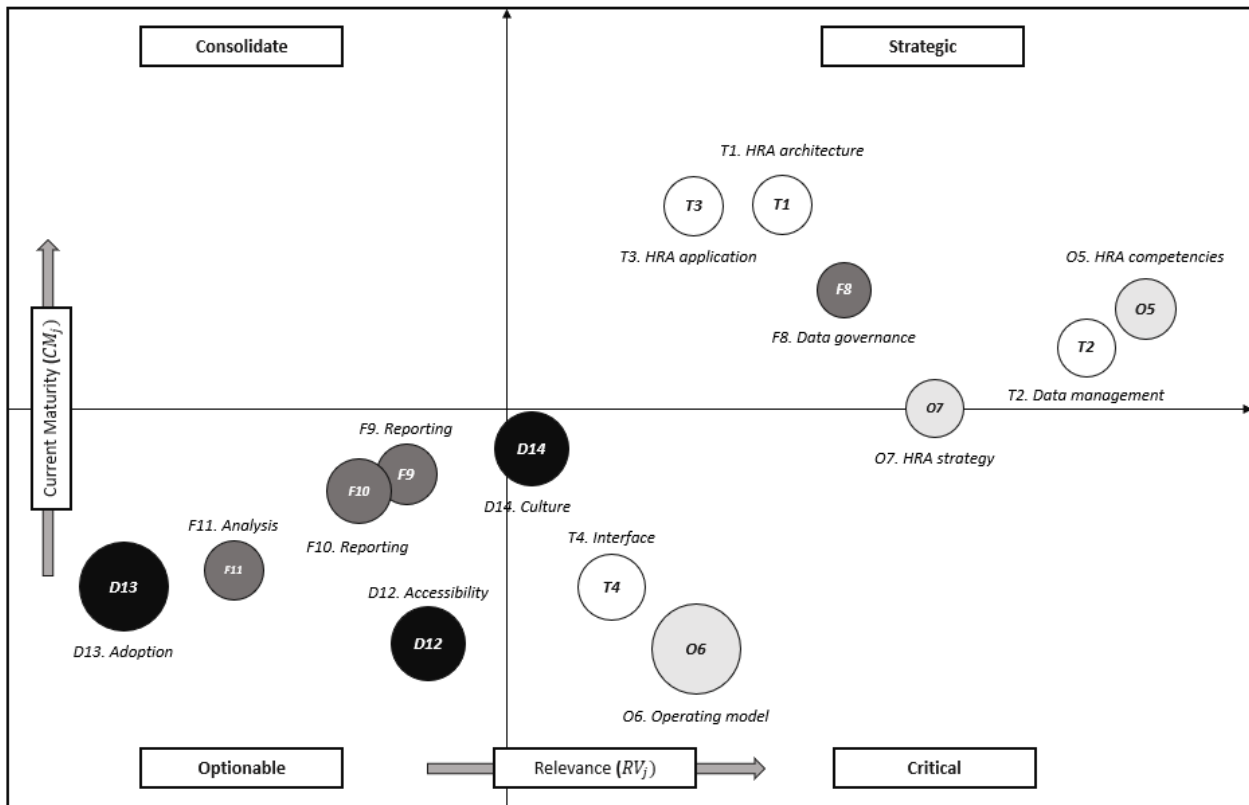 Consolidate
Strategic
T1. HRA architecture
T3
T1
T3. HRA application
O5. HRA competencies
F8
O5
F8. Data governance
T2
T2. Data management
Current Maturity (CMⱼ)
O7
O7. HRA strategy
F9. Reporting
D14
F9
F10
D14. Culture
F11. Analysis
F10. Reporting
T4. Interface
F11
D13
T4
D12. Accessibility
D12
O6
D13. Adoption
O6. Operating model
Optionable
Relevance (RVⱼ)
Critical